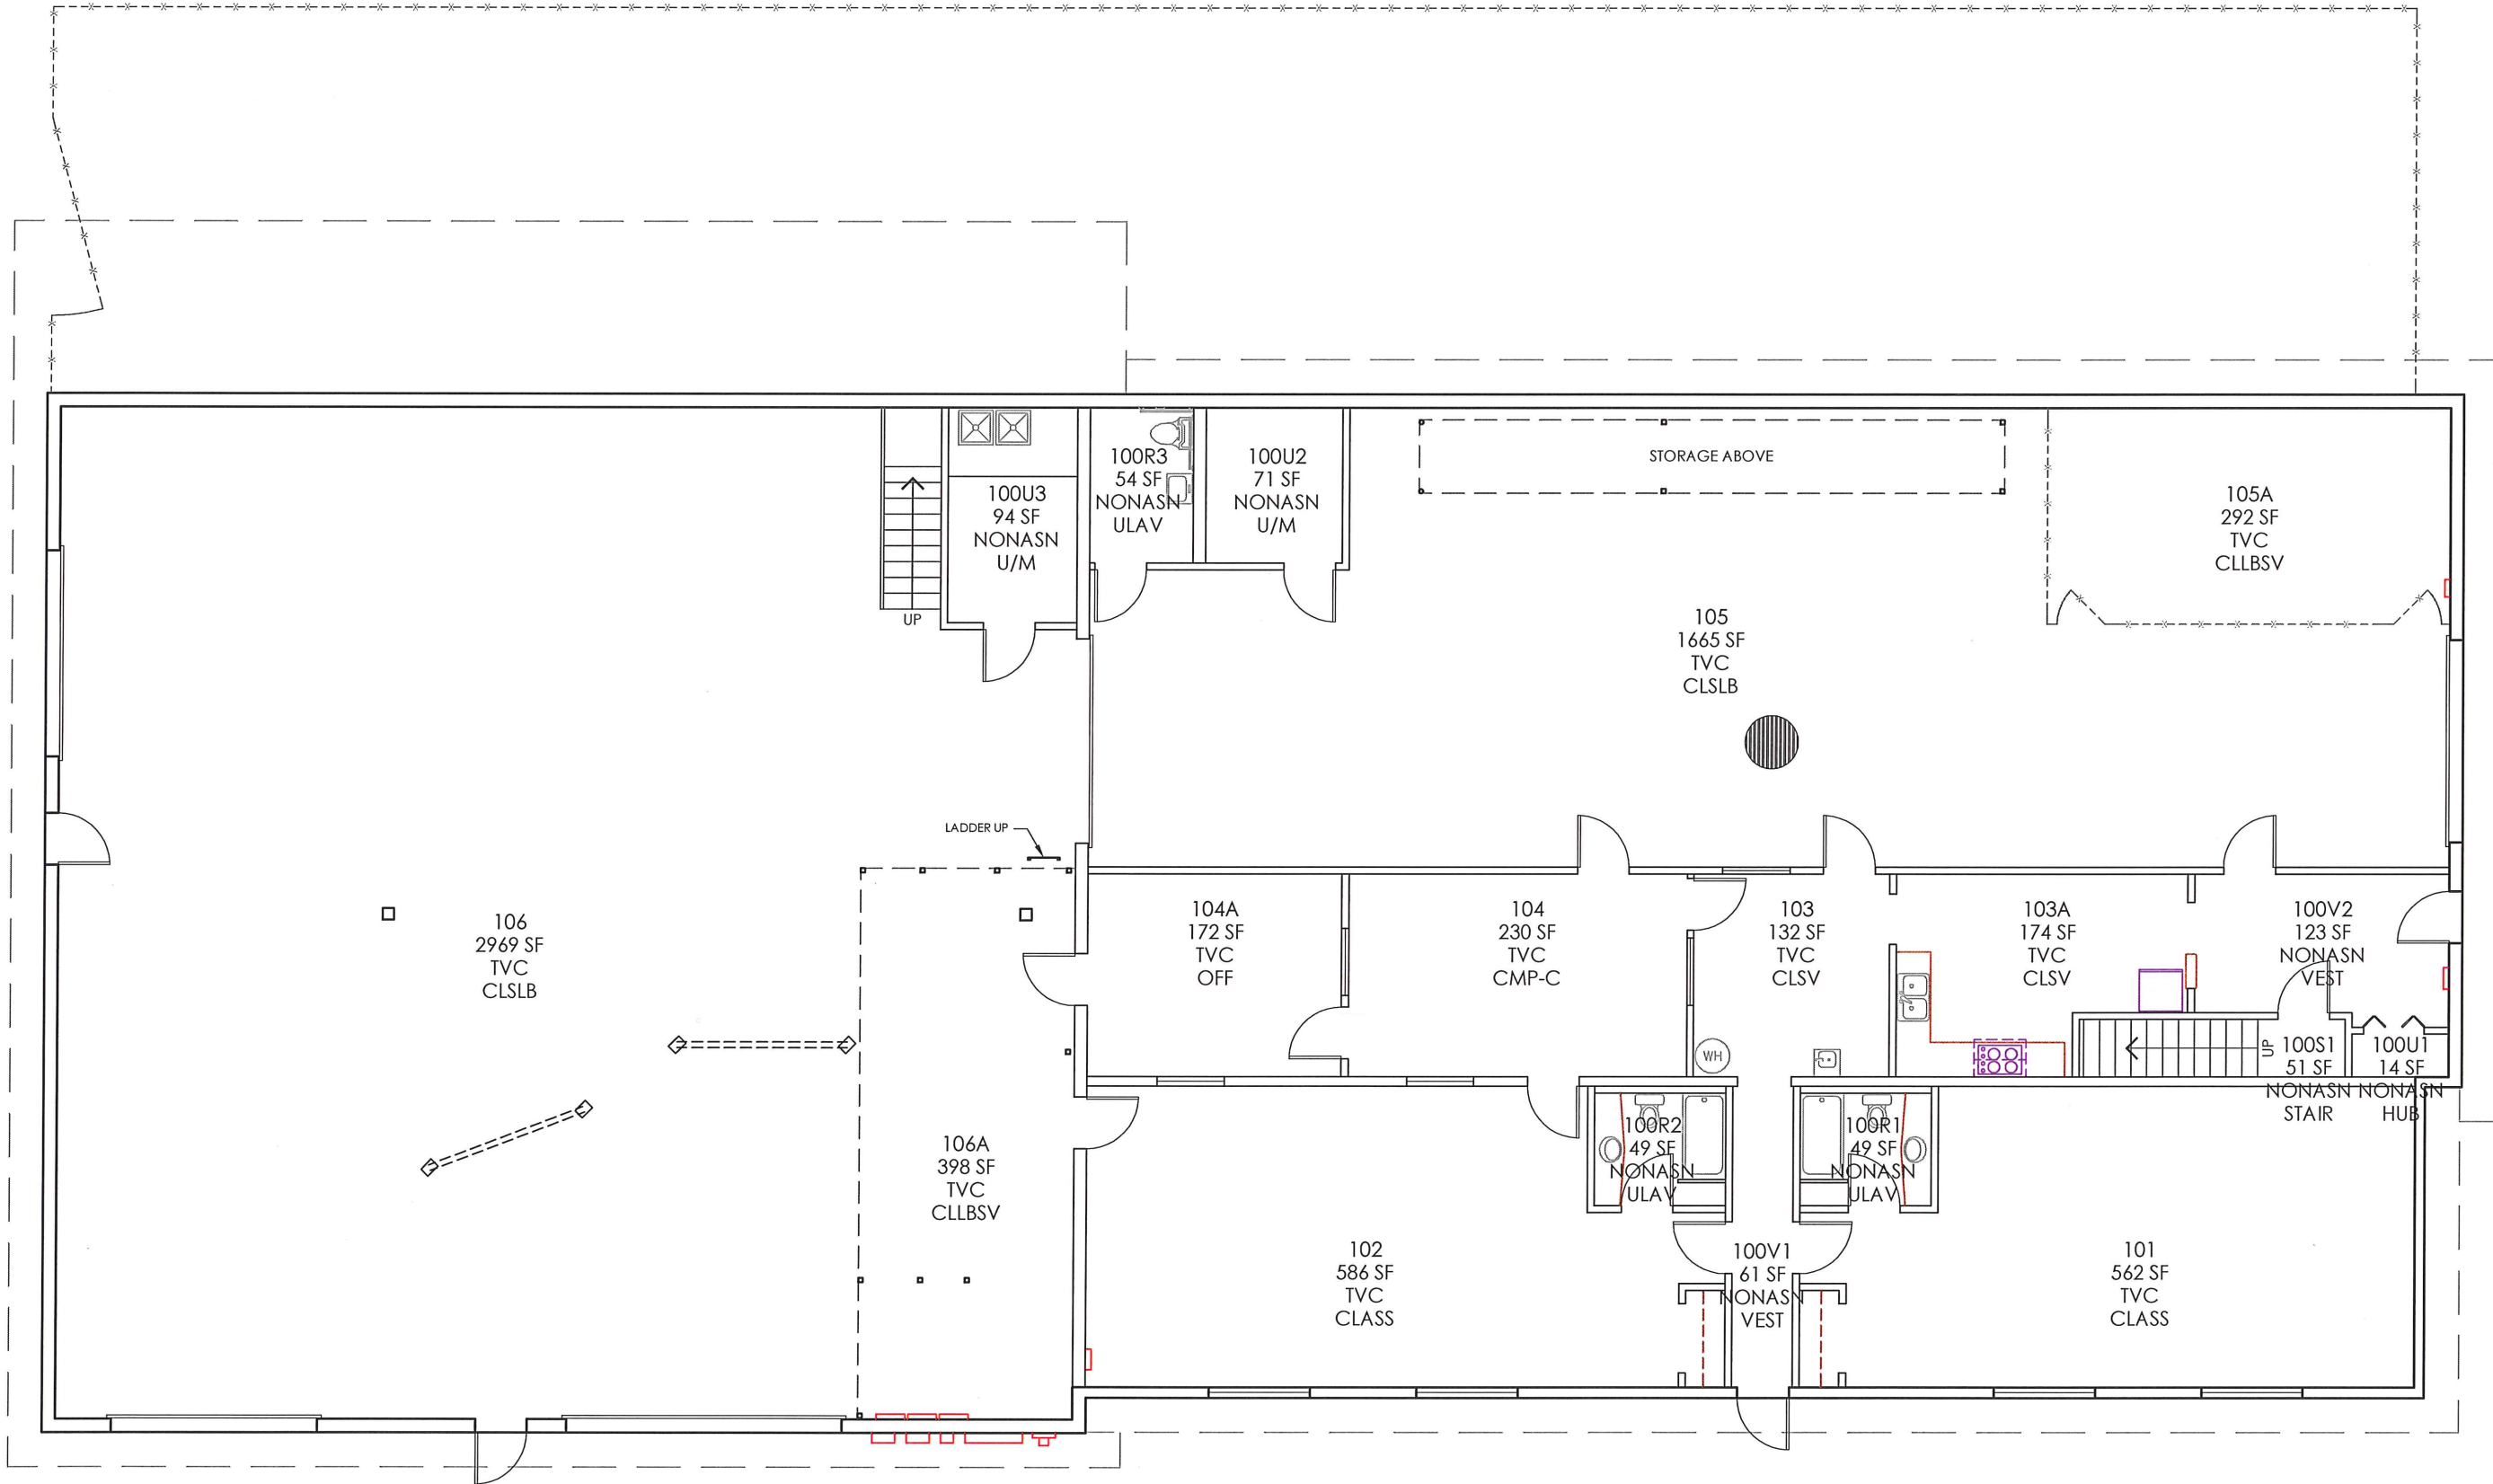 STORAGE ABOVE
100R3
54 SF
NONASN
ULAV
100U2
71 SF
NONASN
U/M
100U3
94 SF
NONASN
U/M
UP
105A
292 SF
TVC
CLLBSV
105
1665 SF
TVC
CLSLB
LADDER UP
106
2969 SF
TVC
CLSLB
104A
172 SF
TVC
OFF
104
230 SF
TVC
CMP-C
103
132 SF
TVC
CLSV
103A
174 SF
TVC
CLSV
100V2
123 SF
NONASN
VEST
WH
UP
100S1
51 SF
NONASN
STAIR
100U1
14 SF
NONASN
HUB
106A
398 SF
TVC
CLLBSV
100R2
49 SF
NONASN
ULAV
100R1
49 SF
NONASN
ULAV
102
586 SF
TVC
CLASS
100V1
61 SF
NONASN
VEST
101
562 SF
TVC
CLASS